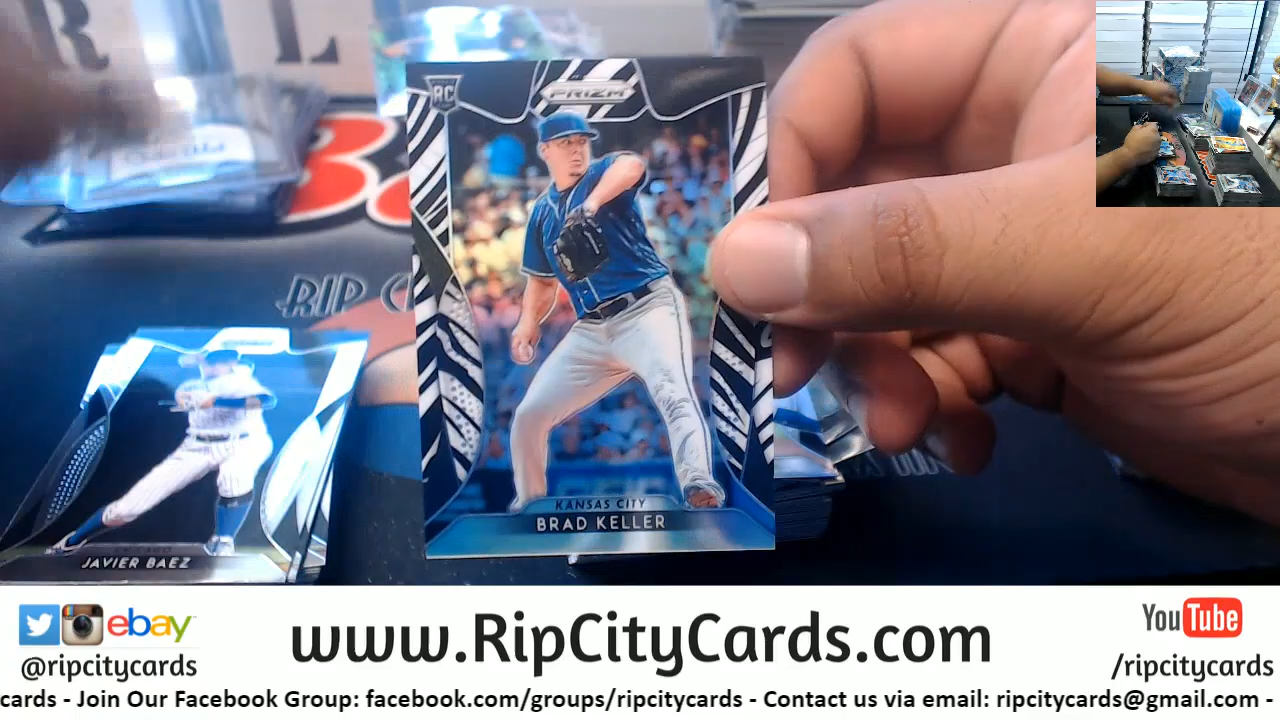 R L
RC
PRIZM
RIP C
KANSAS CITY
BRAD KELLER
JAVIER BAEZ
ebay
@ripcitycards
www.RipCityCards.com
YouTube
/ripcitycards
cards - Join Our Facebook Group: facebook.com/groups/ripcitycards - Contact us via email: ripcitycards@gmail.com -